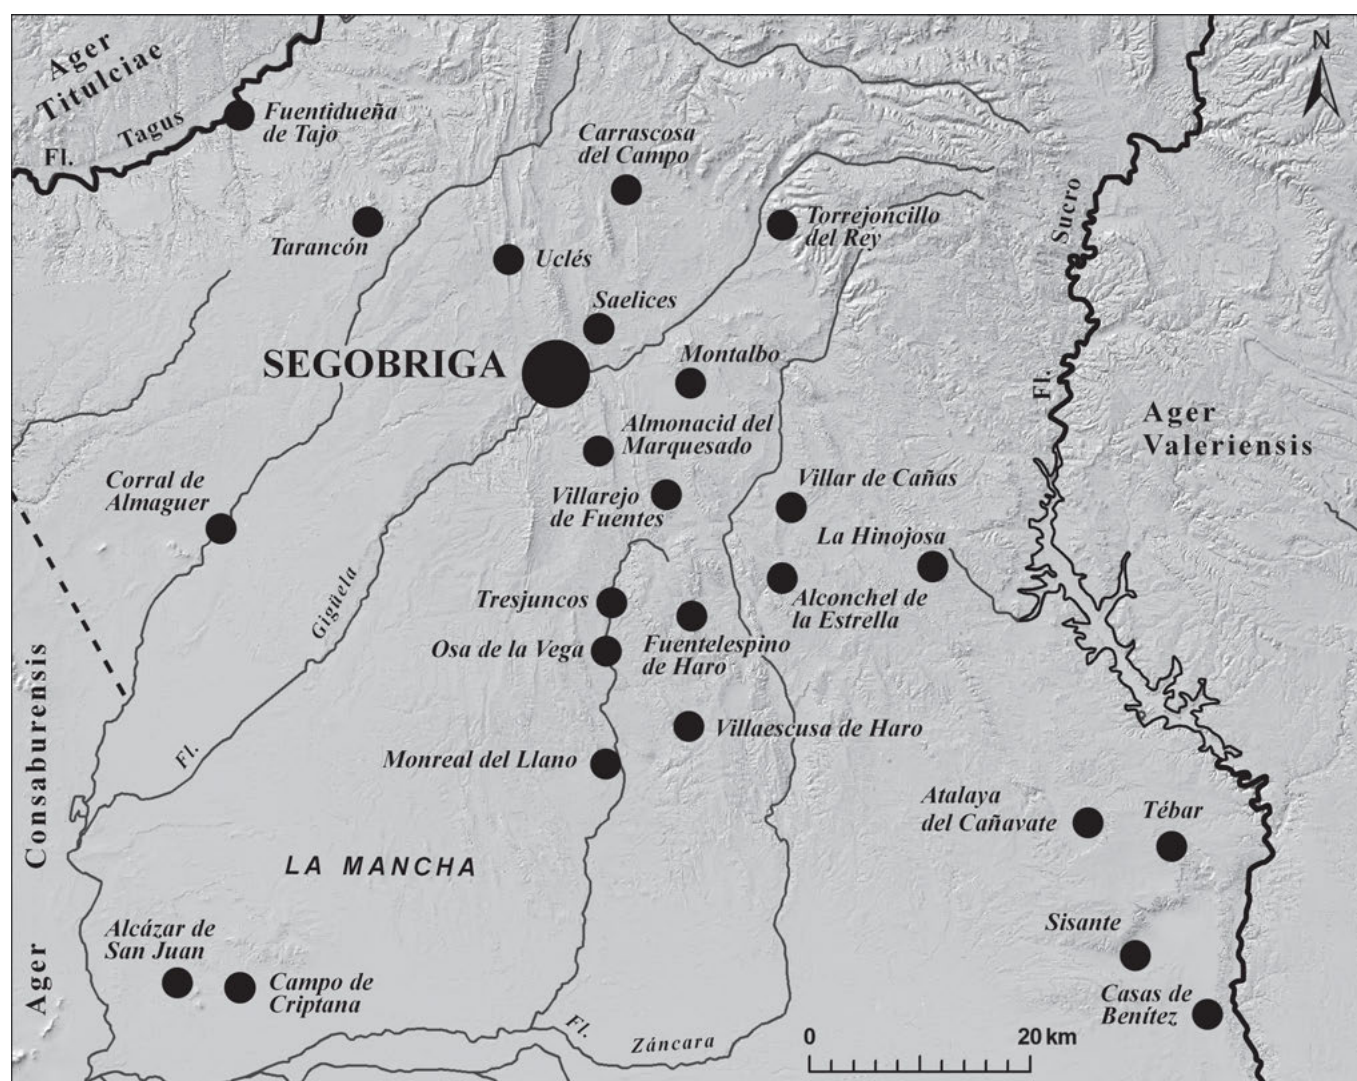 Ager
Titulciae
N
Fl. Tagus
Fuentidueña
de Tajo
Carrascosa
del Campo
Tarancón
Uclés
Torrejoncillo
del Rey
Fl. Sucro
Saelices
SEGOBRIGA
Montalbo
Ager
Valeriensis
Almonacid del
Marquesado
Corral de
Almaguer
Villarejo
de Fuentes
Villar de Cañas
La Hinojosa
Fl. Gigüela
Tresjuncos
Alconchel de
la Estrella
Osa de la Vega
Fuentelespino
de Haro
Villaescusa de Haro
Monreal del Llano
Ager Consaburensis
Atalaya
del Cañavate
Tébar
LA MANCHA
Alcázar de
San Juan
Campo de
Criptana
Sisante
Casas de
Benítez
Fl. Záncara
0 20 km